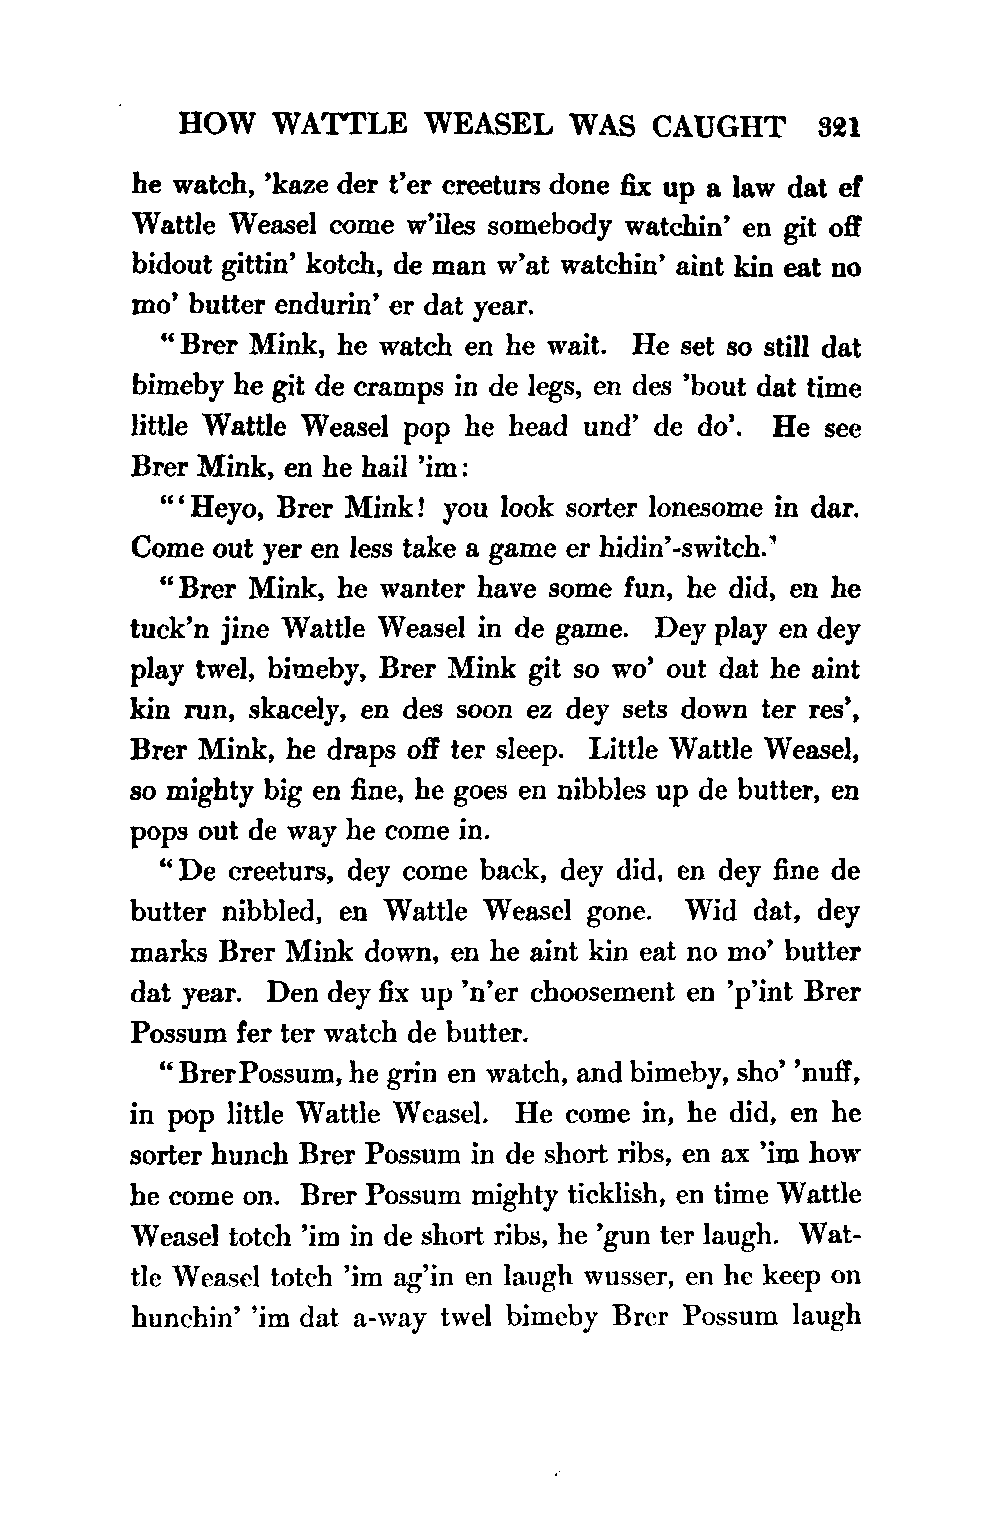 HOW WATTLE WEASEL WAS CAUGHT 321
he watch, ’kaze der t’er creeturs done fix up a law dat ef
Wattle Weasel come w’iles somebody watchin’ en git off
bidout gittin’ kotch, de man w’at watchin’ aint kin eat no
mo’ butter endurin’ er dat year.
“Brer Mink, he watch en he wait. He set so still dat
bimeby he git de cramps in de legs, en des ’bout dat time
little Wattle Weasel pop he head und’ de do’. He see
Brer Mink, en he hail ’im:
“‘Heyo, Brer Mink! you look sorter lonesome in dar.
Come out yer en less take a game er hidin’-switch.’
“Brer Mink, he wanter have some fun, he did, en he
tuck’n jine Wattle Weasel in de game. Dey play en dey
play twel, bimeby, Brer Mink git so wo’ out dat he aint
kin run, skacely, en des soon ez dey sets down ter res’,
Brer Mink, he draps off ter sleep. Little Wattle Weasel,
so mighty big en fine, he goes en nibbles up de butter, en
pops out de way he come in.
“De creeturs, dey come back, dey did, en dey fine de
butter nibbled, en Wattle Weasel gone. Wid dat, dey
marks Brer Mink down, en he aint kin eat no mo’ butter
dat year. Den dey fix up ’n’er choosement en ’p’int Brer
Possum fer ter watch de butter.
“Brer Possum, he grin en watch, and bimeby, sho’ ’nuff,
in pop little Wattle Weasel. He come in, he did, en he
sorter hunch Brer Possum in de short ribs, en ax ’im how
he come on. Brer Possum mighty ticklish, en time Wattle
Weasel totch ’im in de short ribs, he ’gun ter laugh. Wat-
tle Weasel totch ’im ag’in en laugh wusser, en he keep on
hunchin’ ’im dat a-way twel bimeby Brer Possum laugh